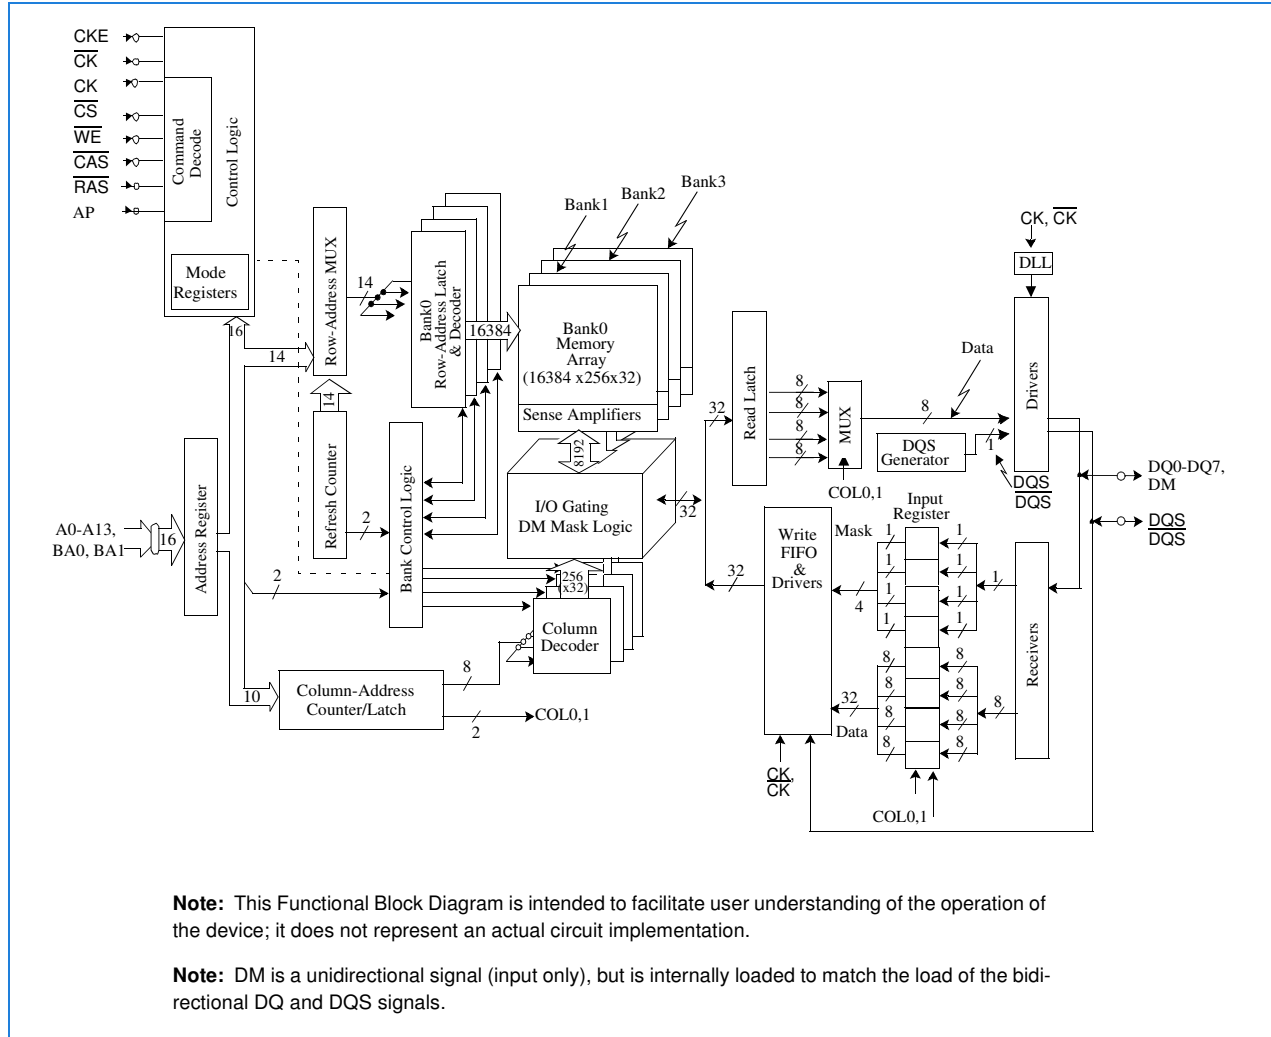 CKE
CK
CK
CS
WE
CAS
RAS
AP
Command
Decode
Control Logic
Mode
Registers
16
14
Row-Address MUX
14
Refresh Counter
14
2
Bank0
Row-Address Latch
& Decoder
16384
Bank1
Bank2
Bank3
Bank0
Memory
Array
(16384 x256x32)
Sense Amplifiers
8192
I/O Gating
DM Mask Logic
32
Bank Control Logic
256
(x32)
Column
Decoder
A0-A13,
BA0, BA1
16
Address Register
2
10
Column-Address
Counter/Latch
8
2
COL0,1
32
Read Latch
8
8
8
8
MUX
COL0,1
8
Data
DQS
Generator
1
DQS
DQS
CK, CK
DLL
Drivers
DQ0-DQ7,
DM
DQS
DQS
32
Write
FIFO
&
Drivers
CK,
CK
Mask
4
32
Data
Input
Register
1
1
1
1
1
1
1
1
8
8
8
8
8
8
8
8
COL0,1
1
8
Receivers
Note: This Functional Block Diagram is intended to facilitate user understanding of the operation of
the device; it does not represent an actual circuit implementation.
Note: DM is a unidirectional signal (input only), but is internally loaded to match the load of the bidi-
rectional DQ and DQS signals.